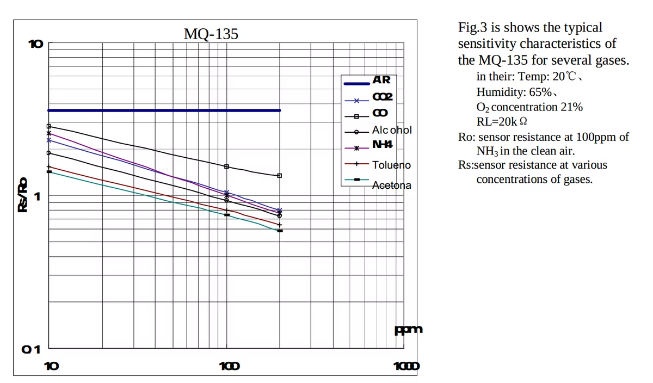 MQ-135
10
1
0.1
Rs/Ro
10
100
1000
ppm
AIR
CO2
CO
Alcohol
NH4
Tolueno
Acetona
Fig.3 is shows the typical
sensitivity characteristics of
the MQ-135 for several gases.
in their: Temp: 20℃、
Humidity: 65%、
O₂ concentration 21%
RL=20kΩ
Ro: sensor resistance at 100ppm of
NH₃ in the clean air.
Rs:sensor resistance at various
concentrations of gases.